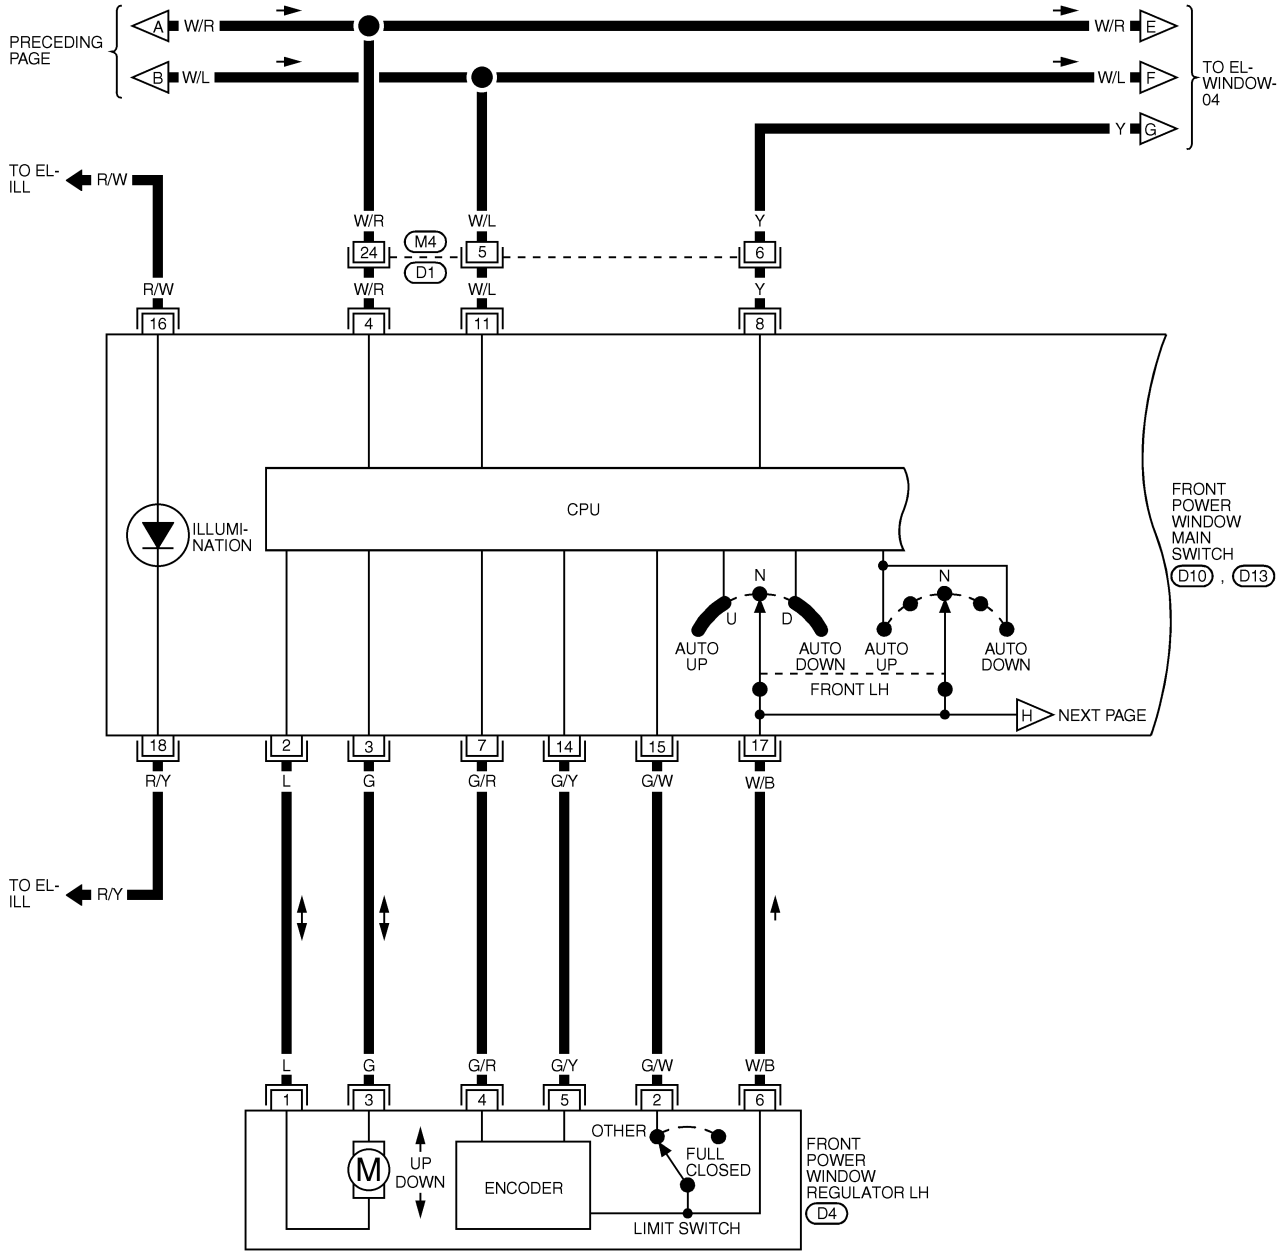 PRECEDING
PAGE
A W/R W/R E
B W/L W/L F
Y G
TO EL-
WINDOW-
04
TO EL-
ILL
R/W
W/R W/L Y
24 M4 5 6
D1
R/W W/R W/L Y
16 4 11 8
CPU
ILLUMI-
NATION
FRONT
POWER
WINDOW
MAIN
SWITCH
D10 , D13
N N
U D
AUTO
UP
AUTO
DOWN
AUTO
UP
AUTO
DOWN
FRONT LH
H NEXT PAGE
18 2 3 7 14 15 17
R/Y L G G/R G/Y G/W W/B
TO EL-
ILL
R/Y
L G G/R G/Y G/W W/B
1 3 4 5 2 6
OTHER
FULL
CLOSED
M
UP
DOWN
ENCODER
LIMIT SWITCH
FRONT
POWER
WINDOW
REGULATOR LH
D4